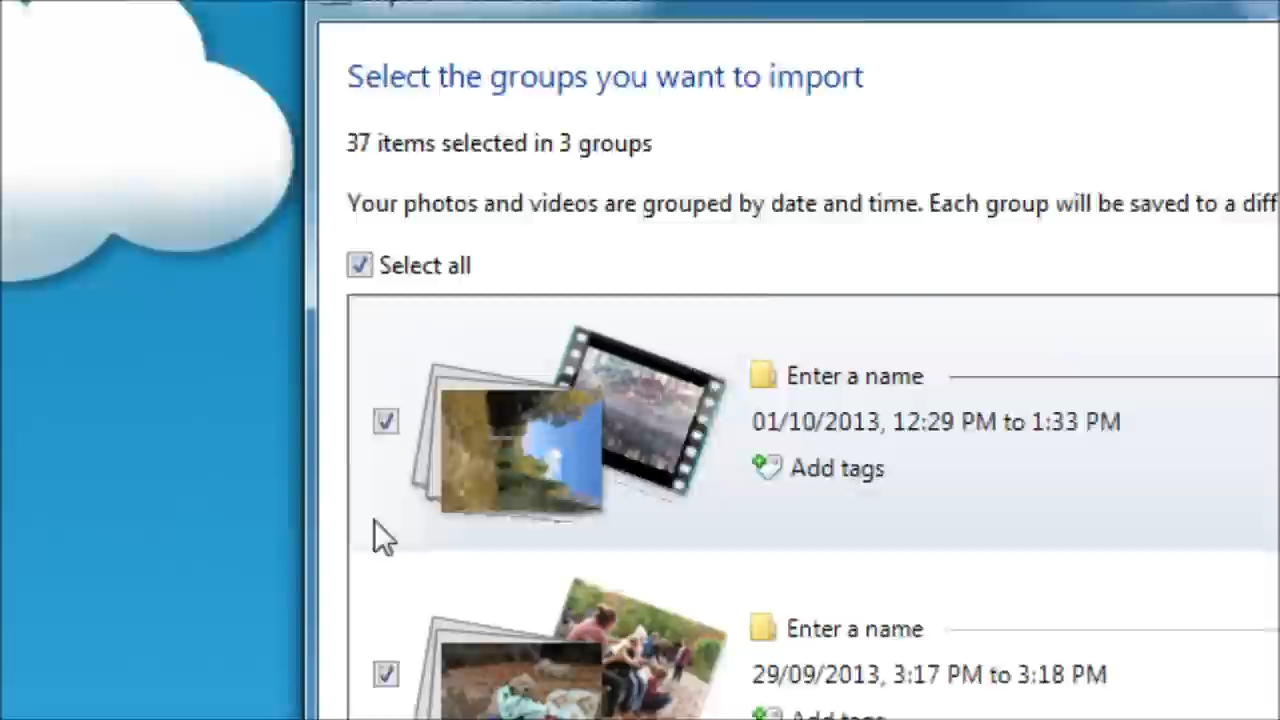 Select the groups you want to import
37 items selected in 3 groups
Your photos and videos are grouped by date and time. Each group will be saved to a diff
Select all
Enter a name
01/10/2013, 12:29 PM to 1:33 PM
Add tags
Enter a name
29/09/2013, 3:17 PM to 3:18 PM
Add tags